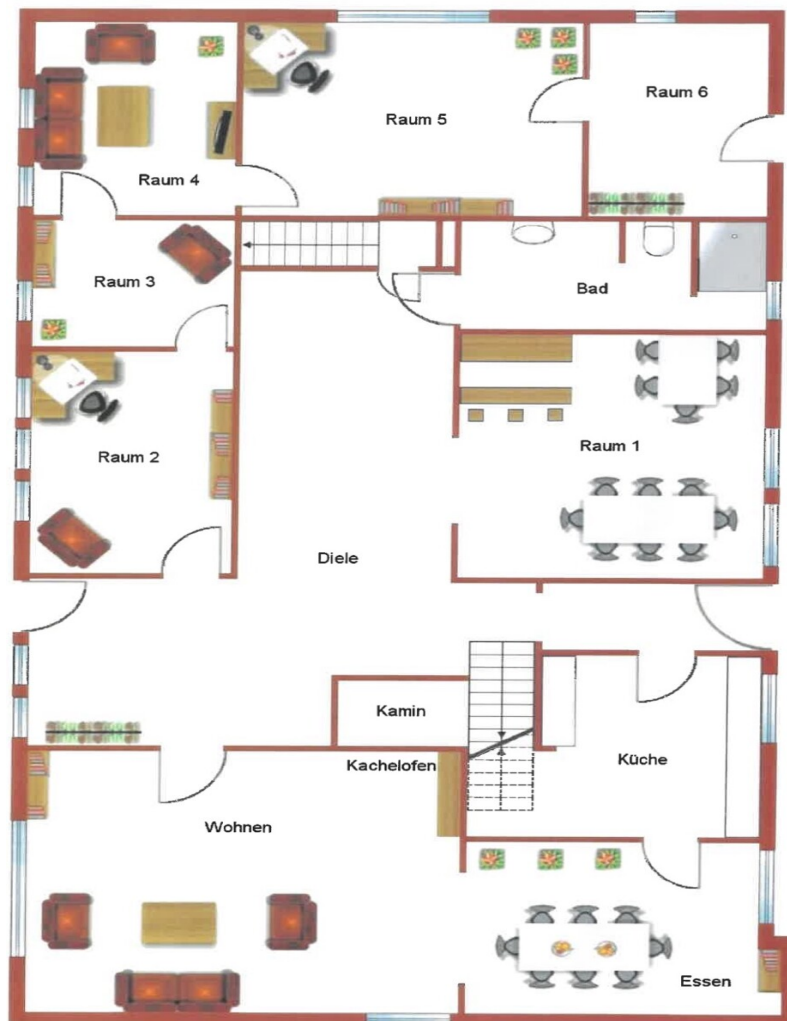 Raum 6
Raum 5
Raum 4
Raum 3
Bad
Raum 1
Raum 2
Diele
Kamin
Küche
Kachelofen
Wohnen
Essen